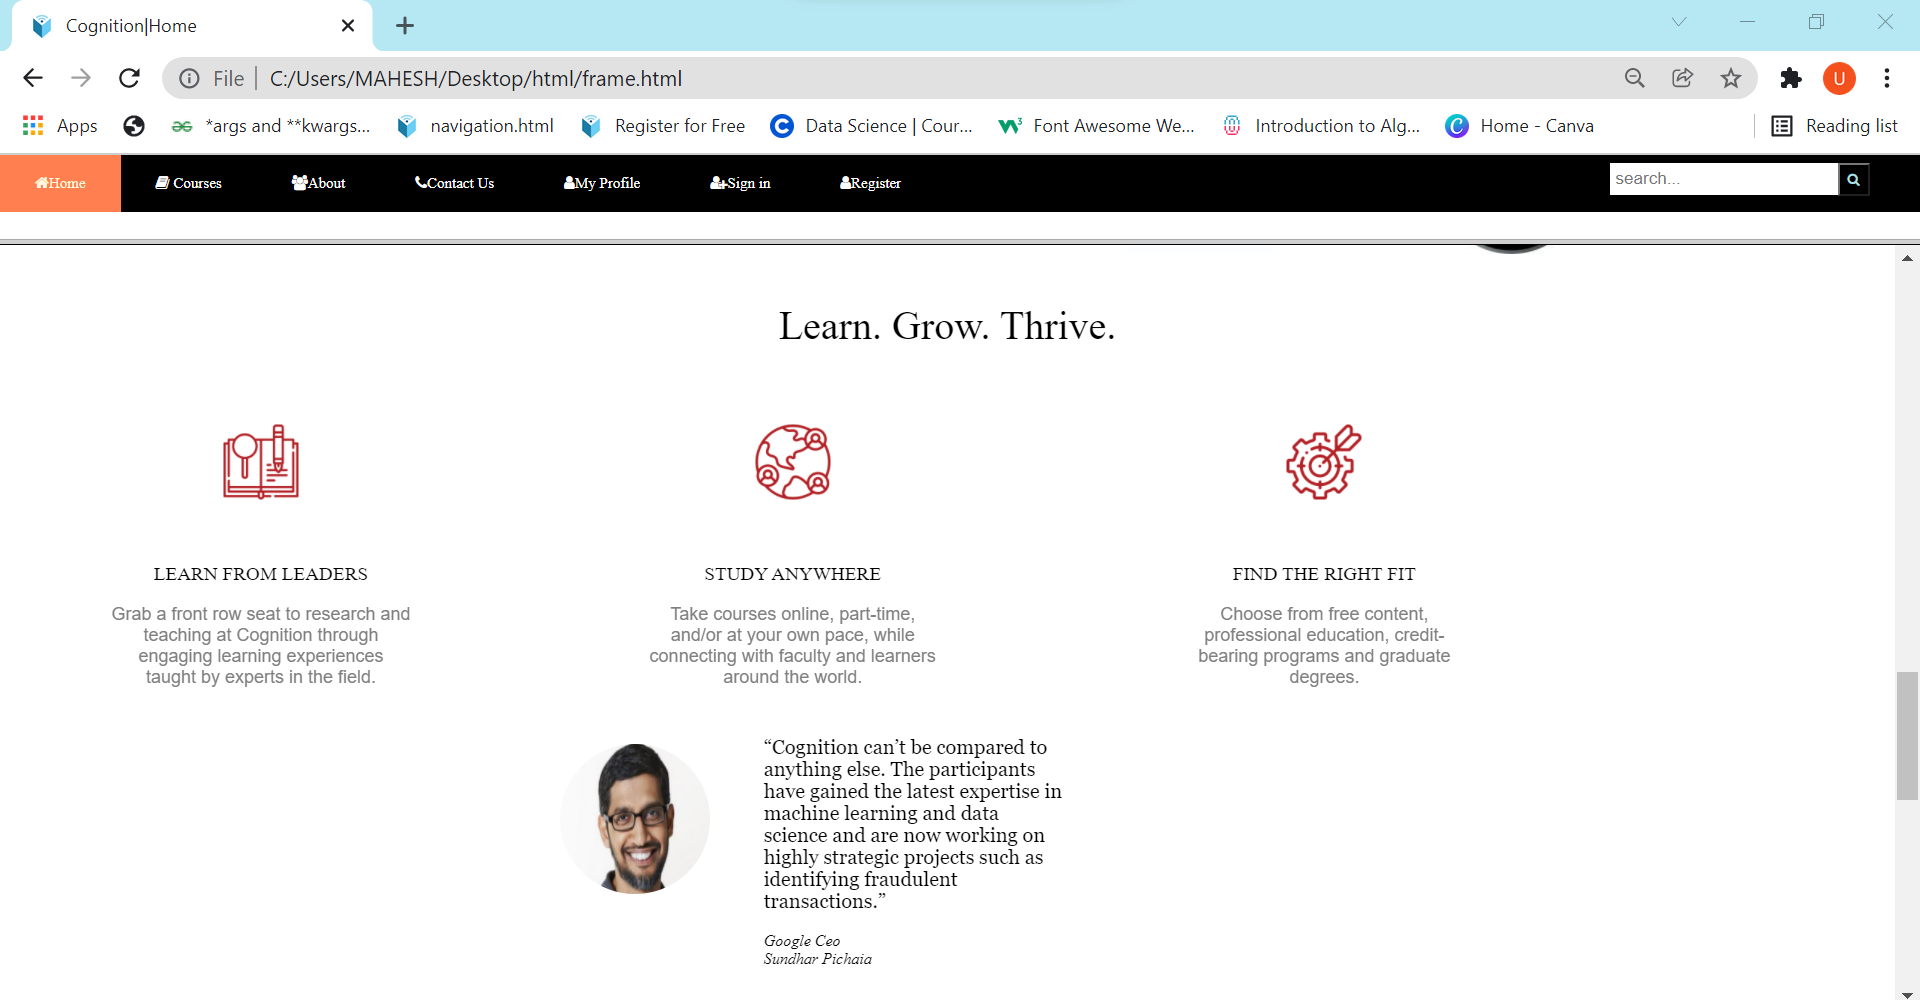 Cognition|Home
File
C:/Users/MAHESH/Desktop/html/frame.html
U
Apps
*args and **kwargs...
navigation.html
Register for Free
Data Science | Cour...
Font Awesome We...
Introduction to Alg...
Home - Canva
Reading list
Home
Courses
About
Contact Us
My Profile
Sign in
Register
search...
Learn. Grow. Thrive.
LEARN FROM LEADERS
Grab a front row seat to research and
teaching at Cognition through
engaging learning experiences
taught by experts in the field.
STUDY ANYWHERE
Take courses online, part-time,
and/or at your own pace, while
connecting with faculty and learners
around the world.
FIND THE RIGHT FIT
Choose from free content,
professional education, credit-
bearing programs and graduate
degrees.
“Cognition can’t be compared to
anything else. The participants
have gained the latest expertise in
machine learning and data
science and are now working on
highly strategic projects such as
identifying fraudulent
transactions.”
Google Ceo
Sundhar Pichaia